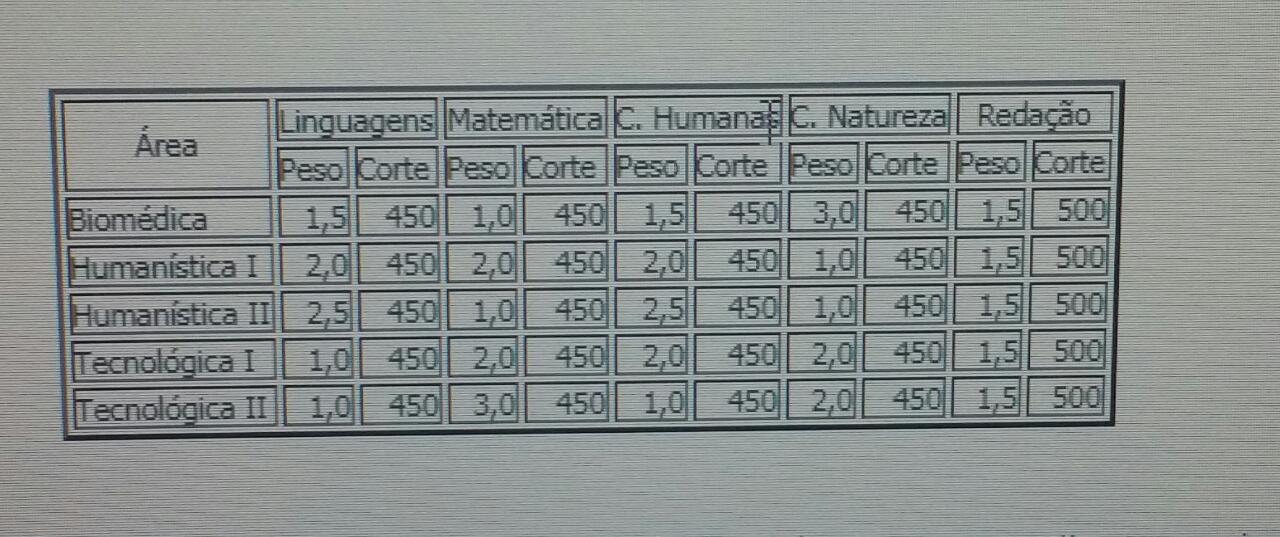 Área Linguagens Matemática C. Humanas C. Natureza Redação
Peso Corte Peso Corte Peso Corte Peso Corte Peso Corte
Biomédica 1,5 450 1,0 450 1,5 450 3,0 450 1,5 500
Humanística I 2,0 450 2,0 450 2,0 450 1,0 450 1,5 500
Humanística II 2,5 450 1,0 450 2,5 450 1,0 450 1,5 500
Tecnológica I 1,0 450 2,0 450 2,0 450 2,0 450 1,5 500
Tecnológica II 1,0 450 3,0 450 1,0 450 2,0 450 1,5 500